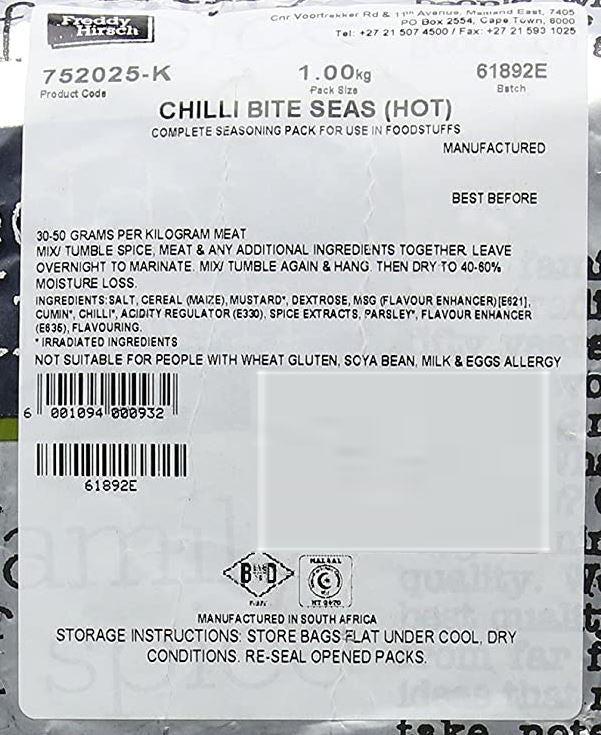 Freddy
Hirsch
Cnr Voortrekker Rd & 11th Avenue, Maitland East, 7405
PO Box 2554, Cape Town, 8000
Tel: +27 21 507 4500 / Fax: +27 21 593 1025
752025-K 1.00kg 61892E
Product Code Pack Size Batch
CHILLI BITE SEAS (HOT)
COMPLETE SEASONING PACK FOR USE IN FOODSTUFFS
MANUFACTURED
BEST BEFORE
30-50 GRAMS PER KILOGRAM MEAT
MIX/ TUMBLE SPICE, MEAT & ANY ADDITIONAL INGREDIENTS TOGETHER. LEAVE
OVERNIGHT TO MARINATE. MIX/ TUMBLE AGAIN & HANG. THEN DRY TO 40-60%
MOISTURE LOSS.
INGREDIENTS:SALT, CEREAL (MAIZE), MUSTARD*, DEXTROSE, MSG (FLAVOUR ENHANCER)[E621],
CUMIN*, CHILLI*, ACIDITY REGULATOR (E330), SPICE EXTRACTS, PARSLEY*, FLAVOUR ENHANCER
(E635), FLAVOURING.
* IRRADIATED INGREDIENTS
NOT SUITABLE FOR PEOPLE WITH WHEAT GLUTEN, SOYA BEAN, MILK & EGGS ALLERGY
6 001094 000932
61892E
B D
HALAAL
MANUFACTURED IN SOUTH AFRICA
STORAGE INSTRUCTIONS: STORE BAGS FLAT UNDER COOL, DRY
CONDITIONS. RE-SEAL OPENED PACKS.
quality.
take note